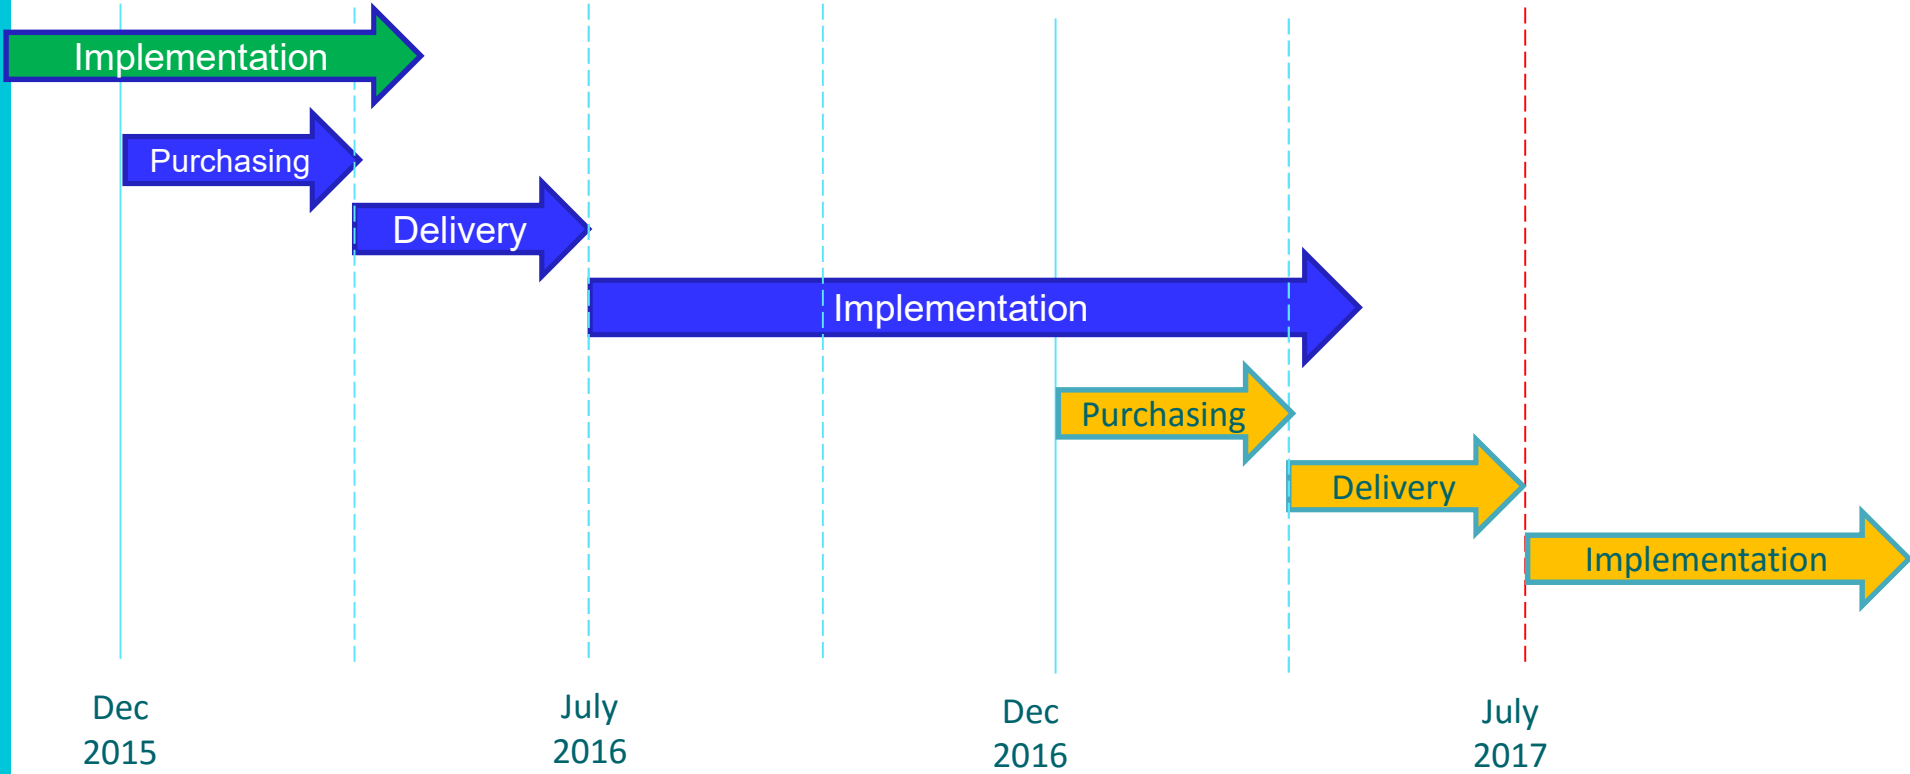 Implementation
Purchasing
Delivery
Implementation
Purchasing
Delivery
Implementation
Dec
2015
July
2016
Dec
2016
July
2017